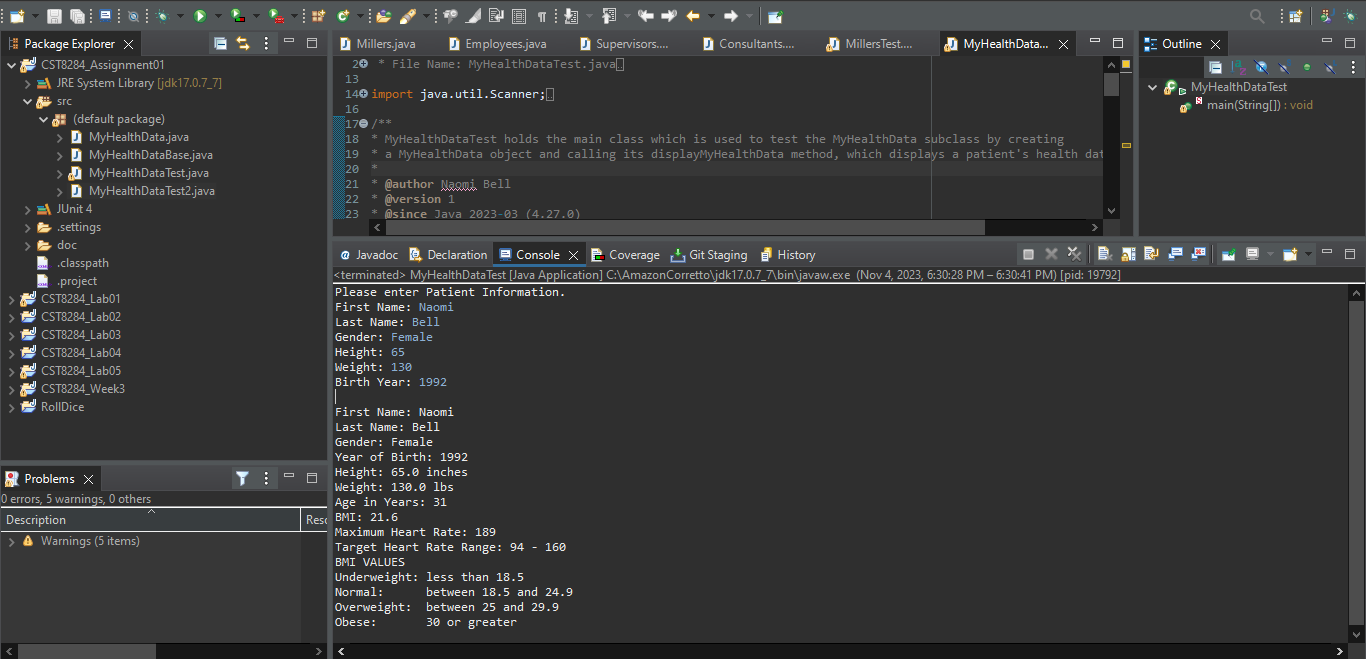 Package Explorer
CST8284_Assignment01
JRE System Library [jdk17.0.7_7]
src
(default package)
MyHealthData.java
MyHealthDataBase.java
MyHealthDataTest.java
MyHealthDataTest2.java
JUnit 4
.settings
doc
.classpath
.project
CST8284_Lab01
CST8284_Lab02
CST8284_Lab03
CST8284_Lab04
CST8284_Lab05
CST8284_Week3
RollDice
Problems
0 errors, 5 warnings, 0 others
Description Resc
Warnings (5 items)
Millers.java Employees.java Supervisors.... Consultants.... MillersTest.... MyHealthData...
2 * File Name: MyHealthDataTest.java
13
14 import java.util.Scanner;
16
17 /**
18 * MyHealthDataTest holds the main class which is used to test the MyHealthData subclass by creating
19 * a MyHealthData object and calling its displayMyHealthData method, which displays a patient's health dat
20 *
21 * @author Naomi Bell
22 * @version 1
23 * @since Java 2023-03 (4.27.0)
Outline
MyHealthDataTest
main(String[]) : void
@ Javadoc Declaration Console Coverage Git Staging History
<terminated> MyHealthDataTest [Java Application] C:\AmazonCorretto\jdk17.0.7_7\bin\javaw.exe (Nov 4, 2023, 6:30:28 PM – 6:30:41 PM) [pid: 19792]
Please enter Patient Information.
First Name: Naomi
Last Name: Bell
Gender: Female
Height: 65
Weight: 130
Birth Year: 1992
First Name: Naomi
Last Name: Bell
Gender: Female
Year of Birth: 1992
Height: 65.0 inches
Weight: 130.0 lbs
Age in Years: 31
BMI: 21.6
Maximum Heart Rate: 189
Target Heart Rate Range: 94 - 160
BMI VALUES
Underweight: less than 18.5
Normal: between 18.5 and 24.9
Overweight: between 25 and 29.9
Obese: 30 or greater